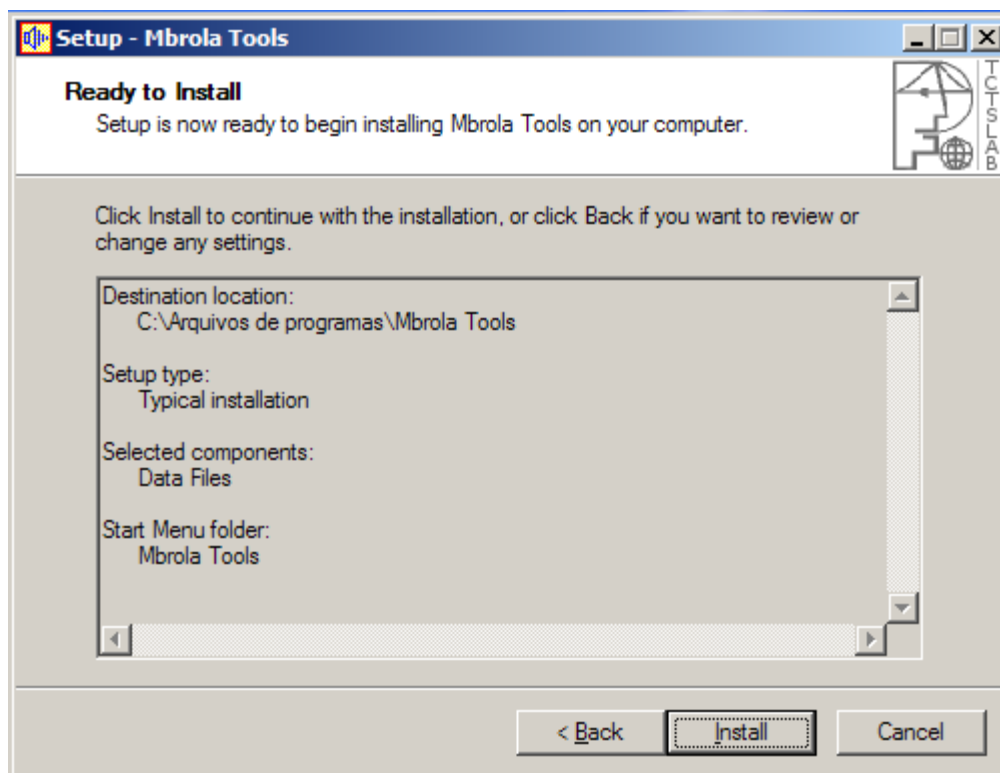 Setup - Mbrola Tools
Ready to Install
Setup is now ready to begin installing Mbrola Tools on your computer.
TCTSLAB
Click Install to continue with the installation, or click Back if you want to review or
change any settings.
Destination location:
C:\Arquivos de programas\Mbrola Tools
Setup type:
Typical installation
Selected components:
Data Files
Start Menu folder:
Mbrola Tools
< Back
Install
Cancel